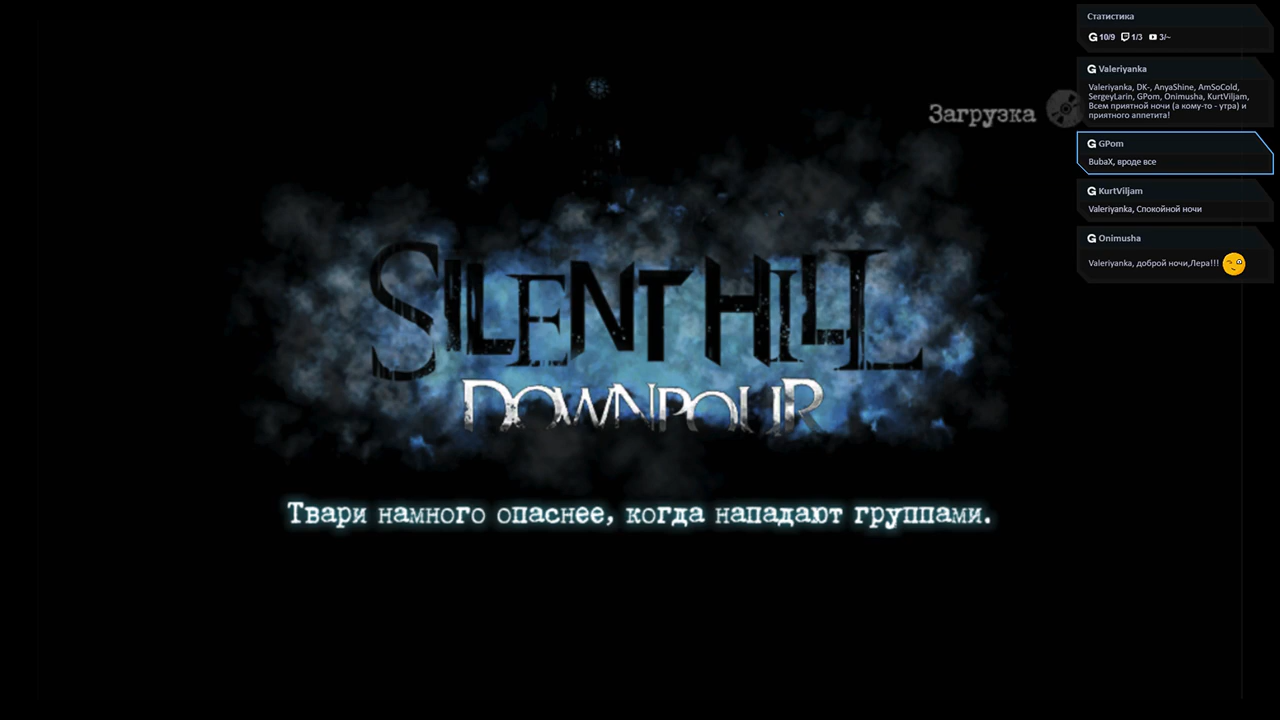 Статистика
10/9 1/3 3/~
Загрузка
Valeriyanka
Valeriyanka, DK-, AnyaShine, AmSoCold,
SergeyLarin, GPom, Onimusha, KurtViljam,
Всем приятной ночи (а кому-то - утра) и
приятного аппетита!
GPom
BubaX, вроде все
KurtViljam
Valeriyanka, Спокойной ночи
Onimusha
Valeriyanka, доброй ночи,Лера!!!
SILENT HILL
DOWNPOUR
Твари намного опаснее, когда нападают группами.